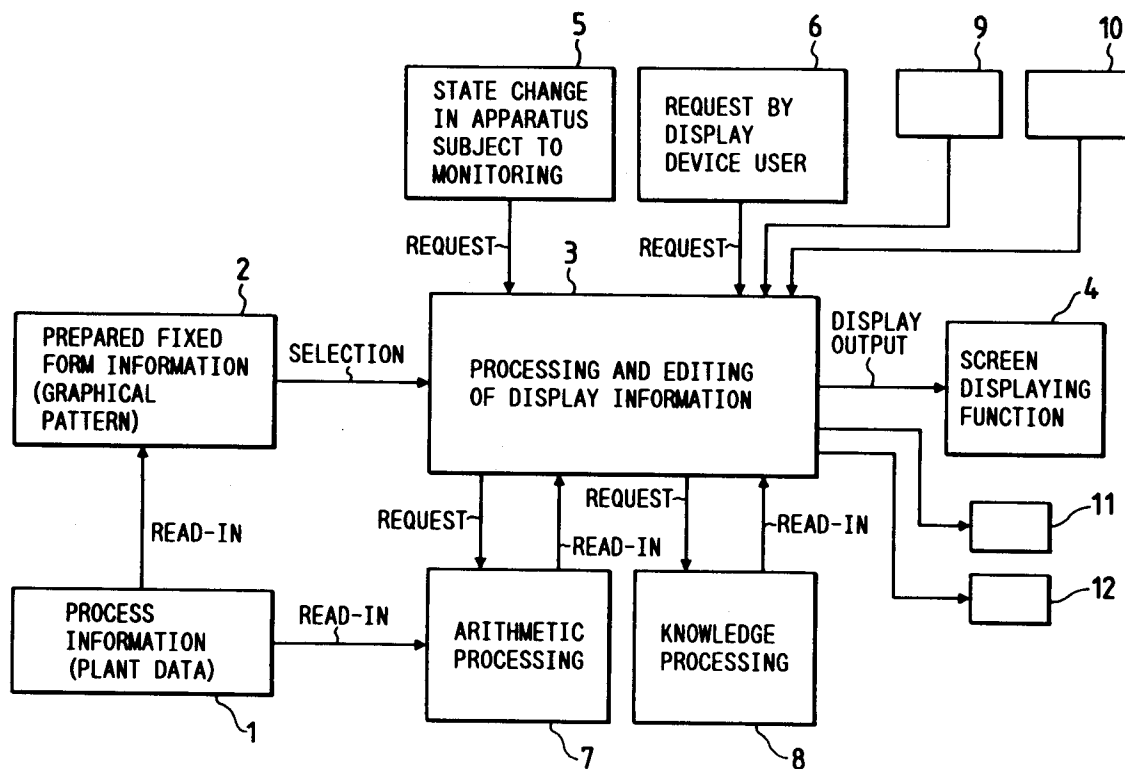 5
6
9
10
STATE CHANGE
IN APPARATUS
SUBJECT TO
MONITORING
REQUEST BY
DISPLAY
DEVICE USER
REQUEST
REQUEST
2
3
4
PREPARED FIXED
FORM INFORMATION
(GRAPHICAL
PATTERN)
SELECTION
PROCESSING AND EDITING
OF DISPLAY INFORMATION
DISPLAY
OUTPUT
SCREEN
DISPLAYING
FUNCTION
READ-IN
REQUEST
READ-IN
REQUEST
READ-IN
11
12
PROCESS
INFORMATION
(PLANT DATA)
READ-IN
ARITHMETIC
PROCESSING
KNOWLEDGE
PROCESSING
1
7
8